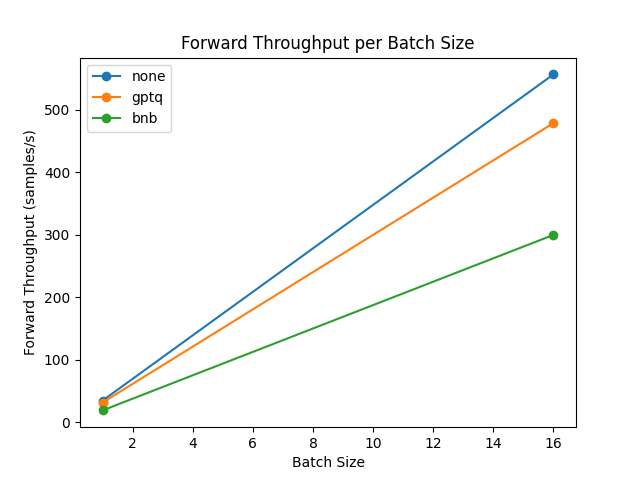 Forward Throughput per Batch Size
none
gptq
bnb
Forward Throughput (samples/s)
500
400
300
200
100
0
2 4 6 8 10 12 14 16
Batch Size